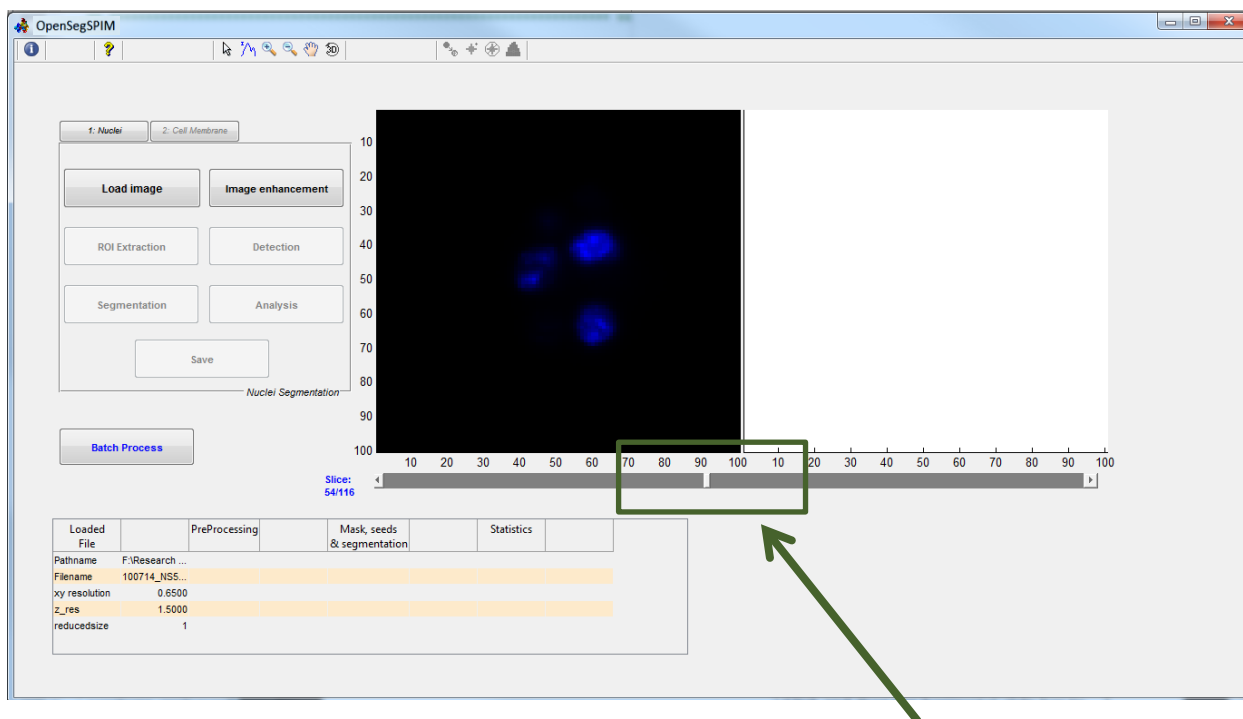 OpenSegSPIM
3D
1: Nuclei 2: Cell Membrane
Load image Image enhancement
ROI Extraction Detection
Segmentation Analysis
Save
Nuclei Segmentation
Batch Process
10
20
30
40
50
60
70
80
90
100
10 20 30 40 50 60 70 80 90 100 10 20 30 40 50 60 70 80 90 100
Slice:
54/116
Loaded File PreProcessing Mask, seeds & segmentation Statistics
Pathname F:\Research ...
Filename 100714_NS5...
xy resolution 0.6500
z_res 1.5000
reducedsize 1